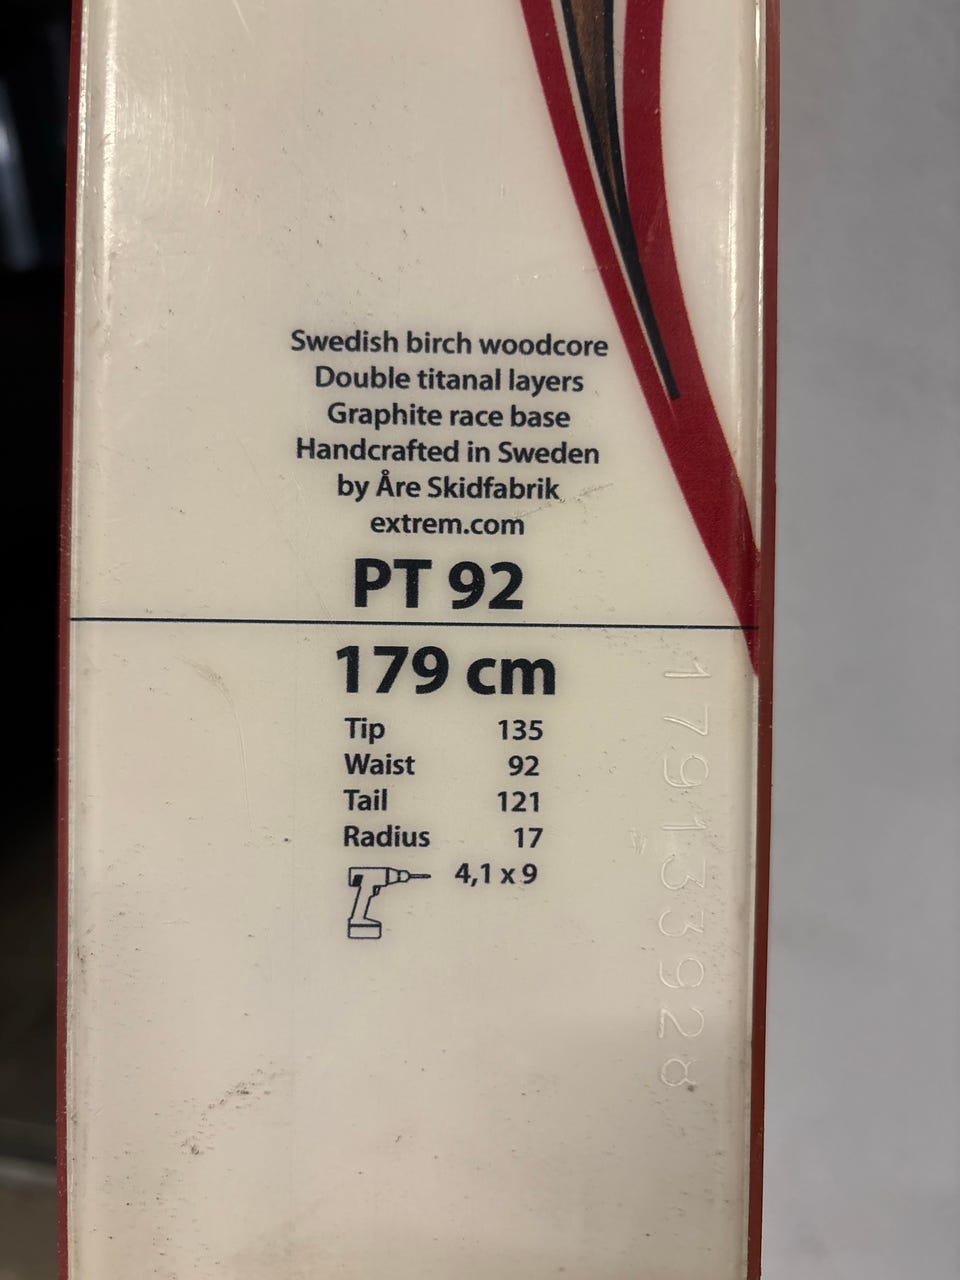 Swedish birch woodcore
Double titanal layers
Graphite race base
Handcrafted in Sweden
by Åre Skidfabrik
extrem.com
PT 92
179 cm
Tip 135
Waist 92
Tail 121
Radius 17
4,1 x 9
179133928